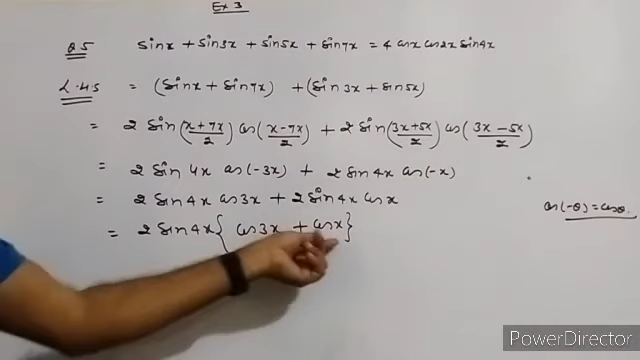 Ex 3
Q5 sinx + sin3x + sin5x + sin7x = 4 cosx cos2x sin4x
L.H.S = (sinx + sin7x) + (sin3x + sin5x)
= 2 sin((x+7x)/2) cos((x-7x)/2) + 2 sin((3x+5x)/2) cos((3x-5x)/2)
= 2 sin 4x cos(-3x) + 2 sin4x cos(-x)
= 2 sin4x cos3x + 2 sin4x cosx
cos(-θ) = cosθ.
= 2 sin4x { cos3x + cosx }
PowerDirector